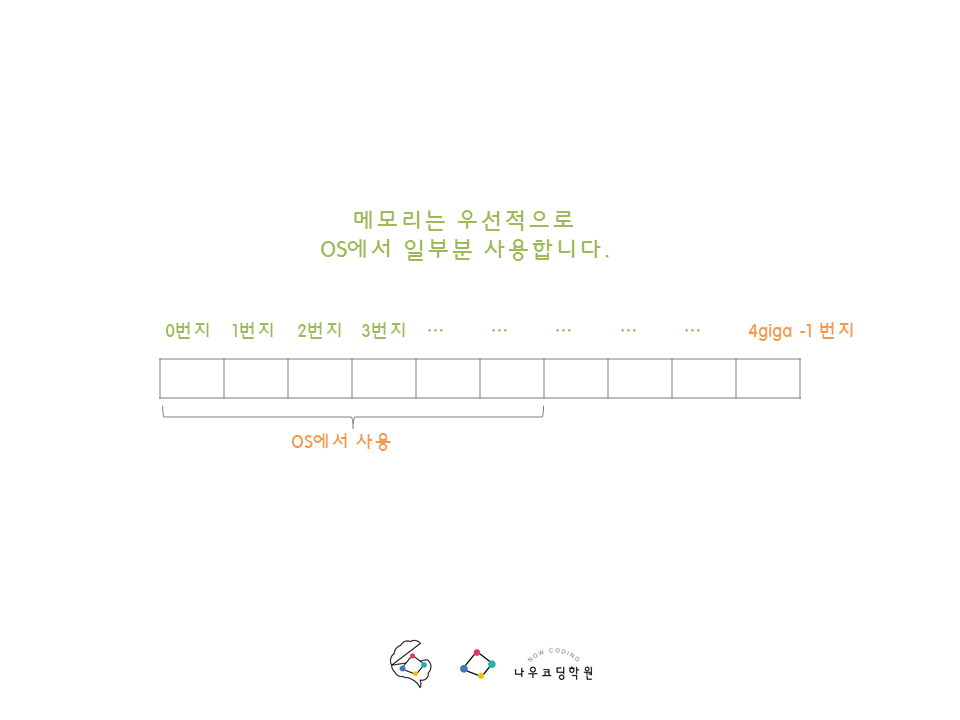 메모리는 우선적으로
OS에서 일부분 사용합니다.
0번지 1번지 2번지 3번지 … … … … … 4giga -1 번지
OS에서 사용
NOW CODING
나우코딩학원